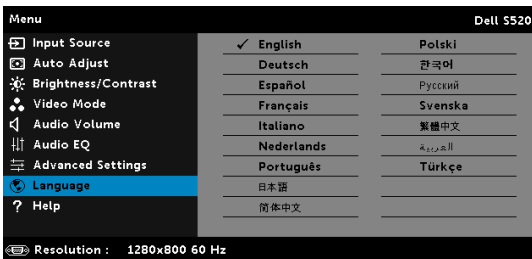 Menu Dell S520
Input Source
Auto Adjust
Brightness/Contrast
Video Mode
Audio Volume
Audio EQ
Advanced Settings
Language
Help
English Polski
Deutsch 한국어
Español Русский
Français Svenska
Italiano 繁體中文
Nederlands العربية
Português Türkçe
日本語
简体中文
Resolution : 1280x800 60 Hz